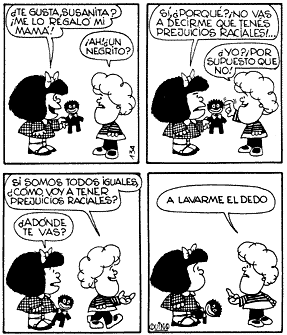 ¿TE GUSTA, SUSANITA?
¡ME LO REGALÓ MI
MAMÁ!
¡AH! ¿UN
NEGRITO?
134
SÍ, ¿PORQUÉ? ¡NO VAS
A DECIRME QUE TENÉS
PREJUICIOS RACIALES!...
¿YO? ¡POR
SUPUESTO QUE
NO!
SI SOMOS TODOS IGUALES,
¿CÓMO VOY A TENER
PREJUICIOS RACIALES?
¿ADÓNDE
TE VAS?
A LAVARME EL DEDO
©QUINO